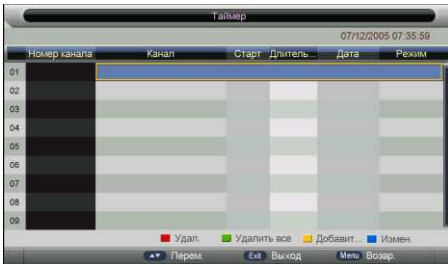 Таймер
07/12/2005 07:35:59
Номер канала Канал Старт Длитель... Дата Режим
01
02
03
04
05
06
07
08
09
Удал. Удалить все Добавит... Измен.
Перем. Exit Выход Menu Возвр.